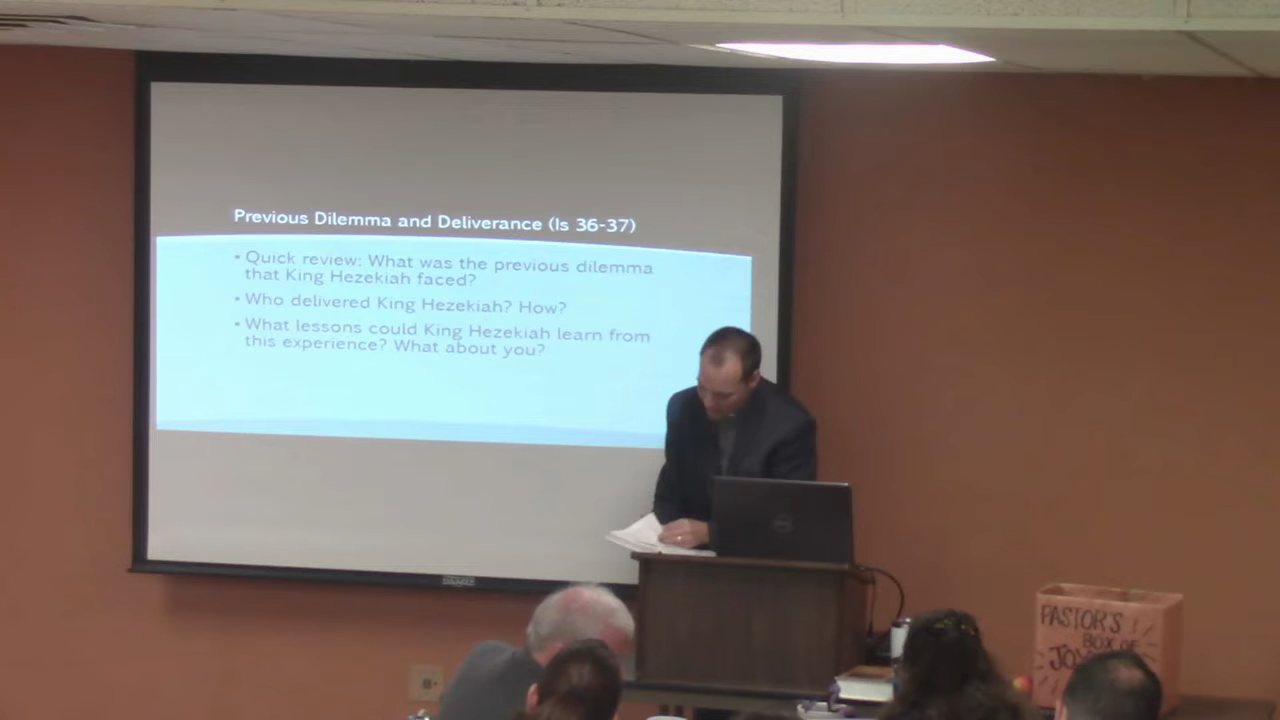 Previous Dilemma and Deliverance (Is 36-37)
• Quick review: What was the previous dilemma
that King Hezekiah faced?
• Who delivered King Hezekiah? How?
• What lessons could King Hezekiah learn from
this experience? What about you?
PASTOR'S
BOX OF
JOY